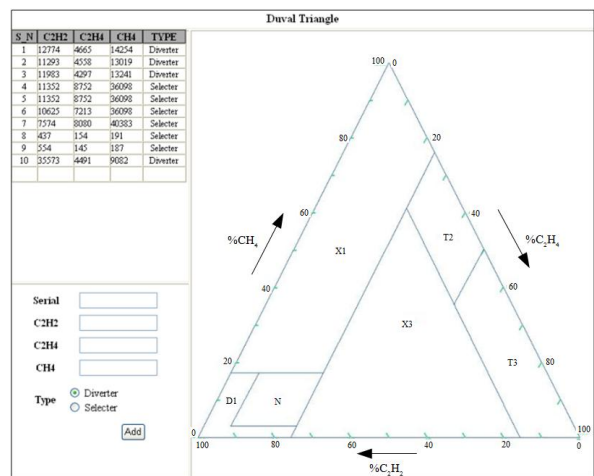 Duval Triangle
S_N C2H2 C2H4 CH4 TYPE
1 12774 4665 14254 Diverter
2 11293 4558 13019 Diverter
3 11983 4297 13241 Diverter
4 11352 8752 36098 Selecter
5 11352 8752 36098 Selecter
6 10625 7213 36098 Selecter
7 7574 8080 40383 Selecter
8 437 154 191 Selecter
9 554 145 187 Selecter
10 35573 4491 9082 Diverter
100 0
80 20
60 40
%CH4 X1 T2 %C2H4
40 60
X3
20 T3 80
D1 N
0 100
100 80 60 40 20 0
%C2H2
Serial
C2H2
C2H4
CH4
Type Diverter
Selecter
Add